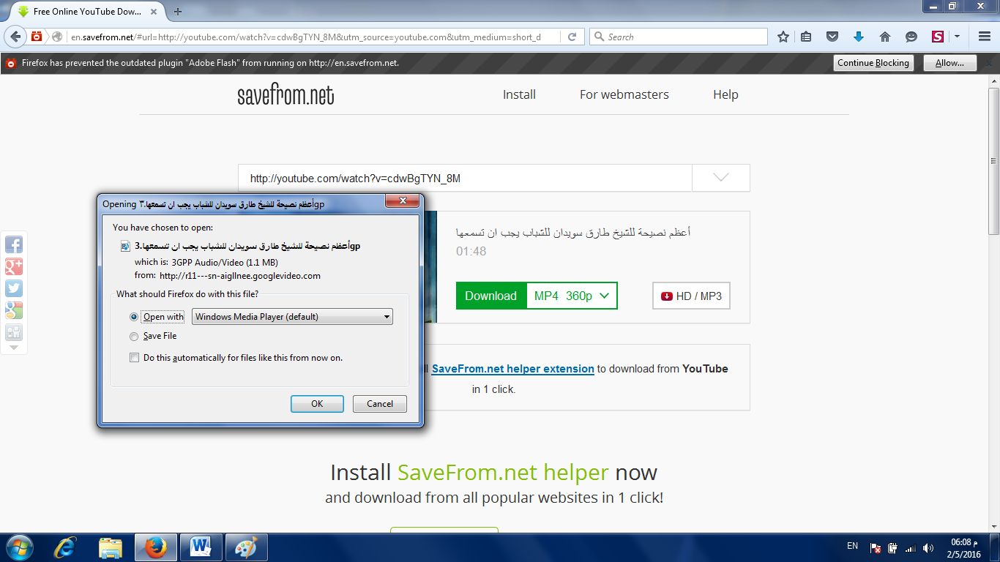 Free Online YouTube Dow...
en.savefrom.net/#url=http://youtube.com/watch?v=cdwBgTYN_8M&utm_source=youtube.com&utm_medium=short_d
Search
Firefox has prevented the outdated plugin "Adobe Flash" from running on http://en.savefrom.net.
Continue Blocking
Allow...
savefrom.net
Install
For webmasters
Help
http://youtube.com/watch?v=cdwBgTYN_8M
Opening أعظم نصيحة للشيخ طارق سويدان للشباب يجب ان تسمعها.٣gp
You have chosen to open:
أعظم نصيحة للشيخ طارق سويدان للشباب يجب ان تسمعها.3gp
which is: 3GPP Audio/Video (1.1 MB)
from: http://r11---sn-aigllnee.googlevideo.com
What should Firefox do with this file?
Open with
Windows Media Player (default)
Save File
Do this automatically for files like this from now on.
OK
Cancel
أعظم نصيحة للشيخ طارق سويدان للشباب يجب ان تسمعها
01:48
Download
MP4 360p
HD / MP3
SaveFrom.net helper extension to download from YouTube
in 1 click.
Install SaveFrom.net helper now
and download from all popular websites in 1 click!
EN
06:08 م
2/5/2016